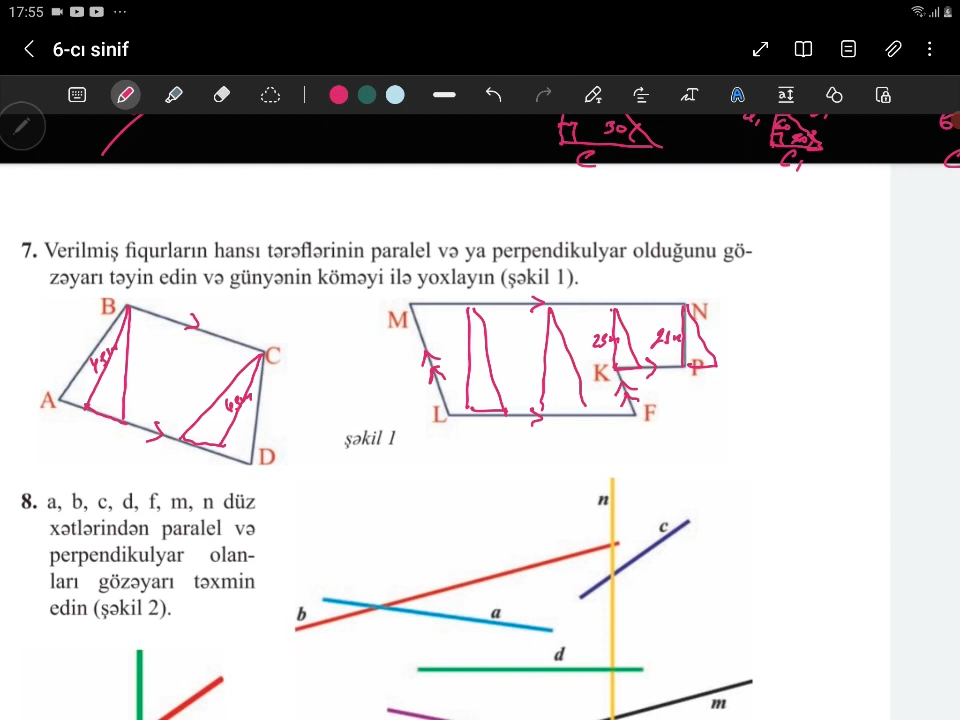 17:55
6-cı sinif
30
C
C,
7. Verilmiş fiqurların hansı tərəflərinin paralel və ya perpendikulyar olduğunu gö-
zəyarı təyin edin və günyənin köməyi ilə yoxlayın (şəkil 1).
B
C
A
D
M
N
K
P
L
F
şəkil 1
8. a, b, c, d, f, m, n düz
xətlərindən paralel və
perpendikulyar olan-
ları gözəyarı təxmin
edin (şəkil 2).
n
c
b
a
d
m